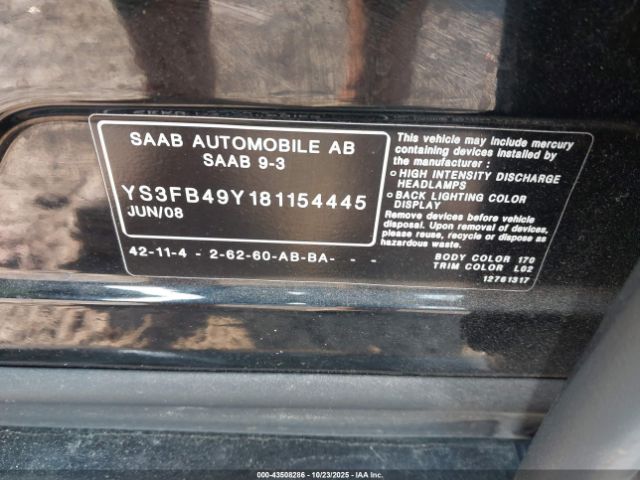 SAAB AUTOMOBILE AB
SAAB 9-3
YS3FB49Y181154445
JUN/08
42-11-4 - 2-62-60-AB-BA- - -
This vehicle may include mercury
containing devices installed by
the manufacturer :
o HIGH INTENSITY DISCHARGE
HEADLAMPS
o BACK LIGHTING COLOR
DISPLAY
Remove devices before vehicle
disposal. Upon removal of devices,
please reuse, recycle or dispose as
hazardous waste.
BODY COLOR 170
TRIM COLOR L62
12781317
000-43508286 - 10/23/2025 - IAA Inc.